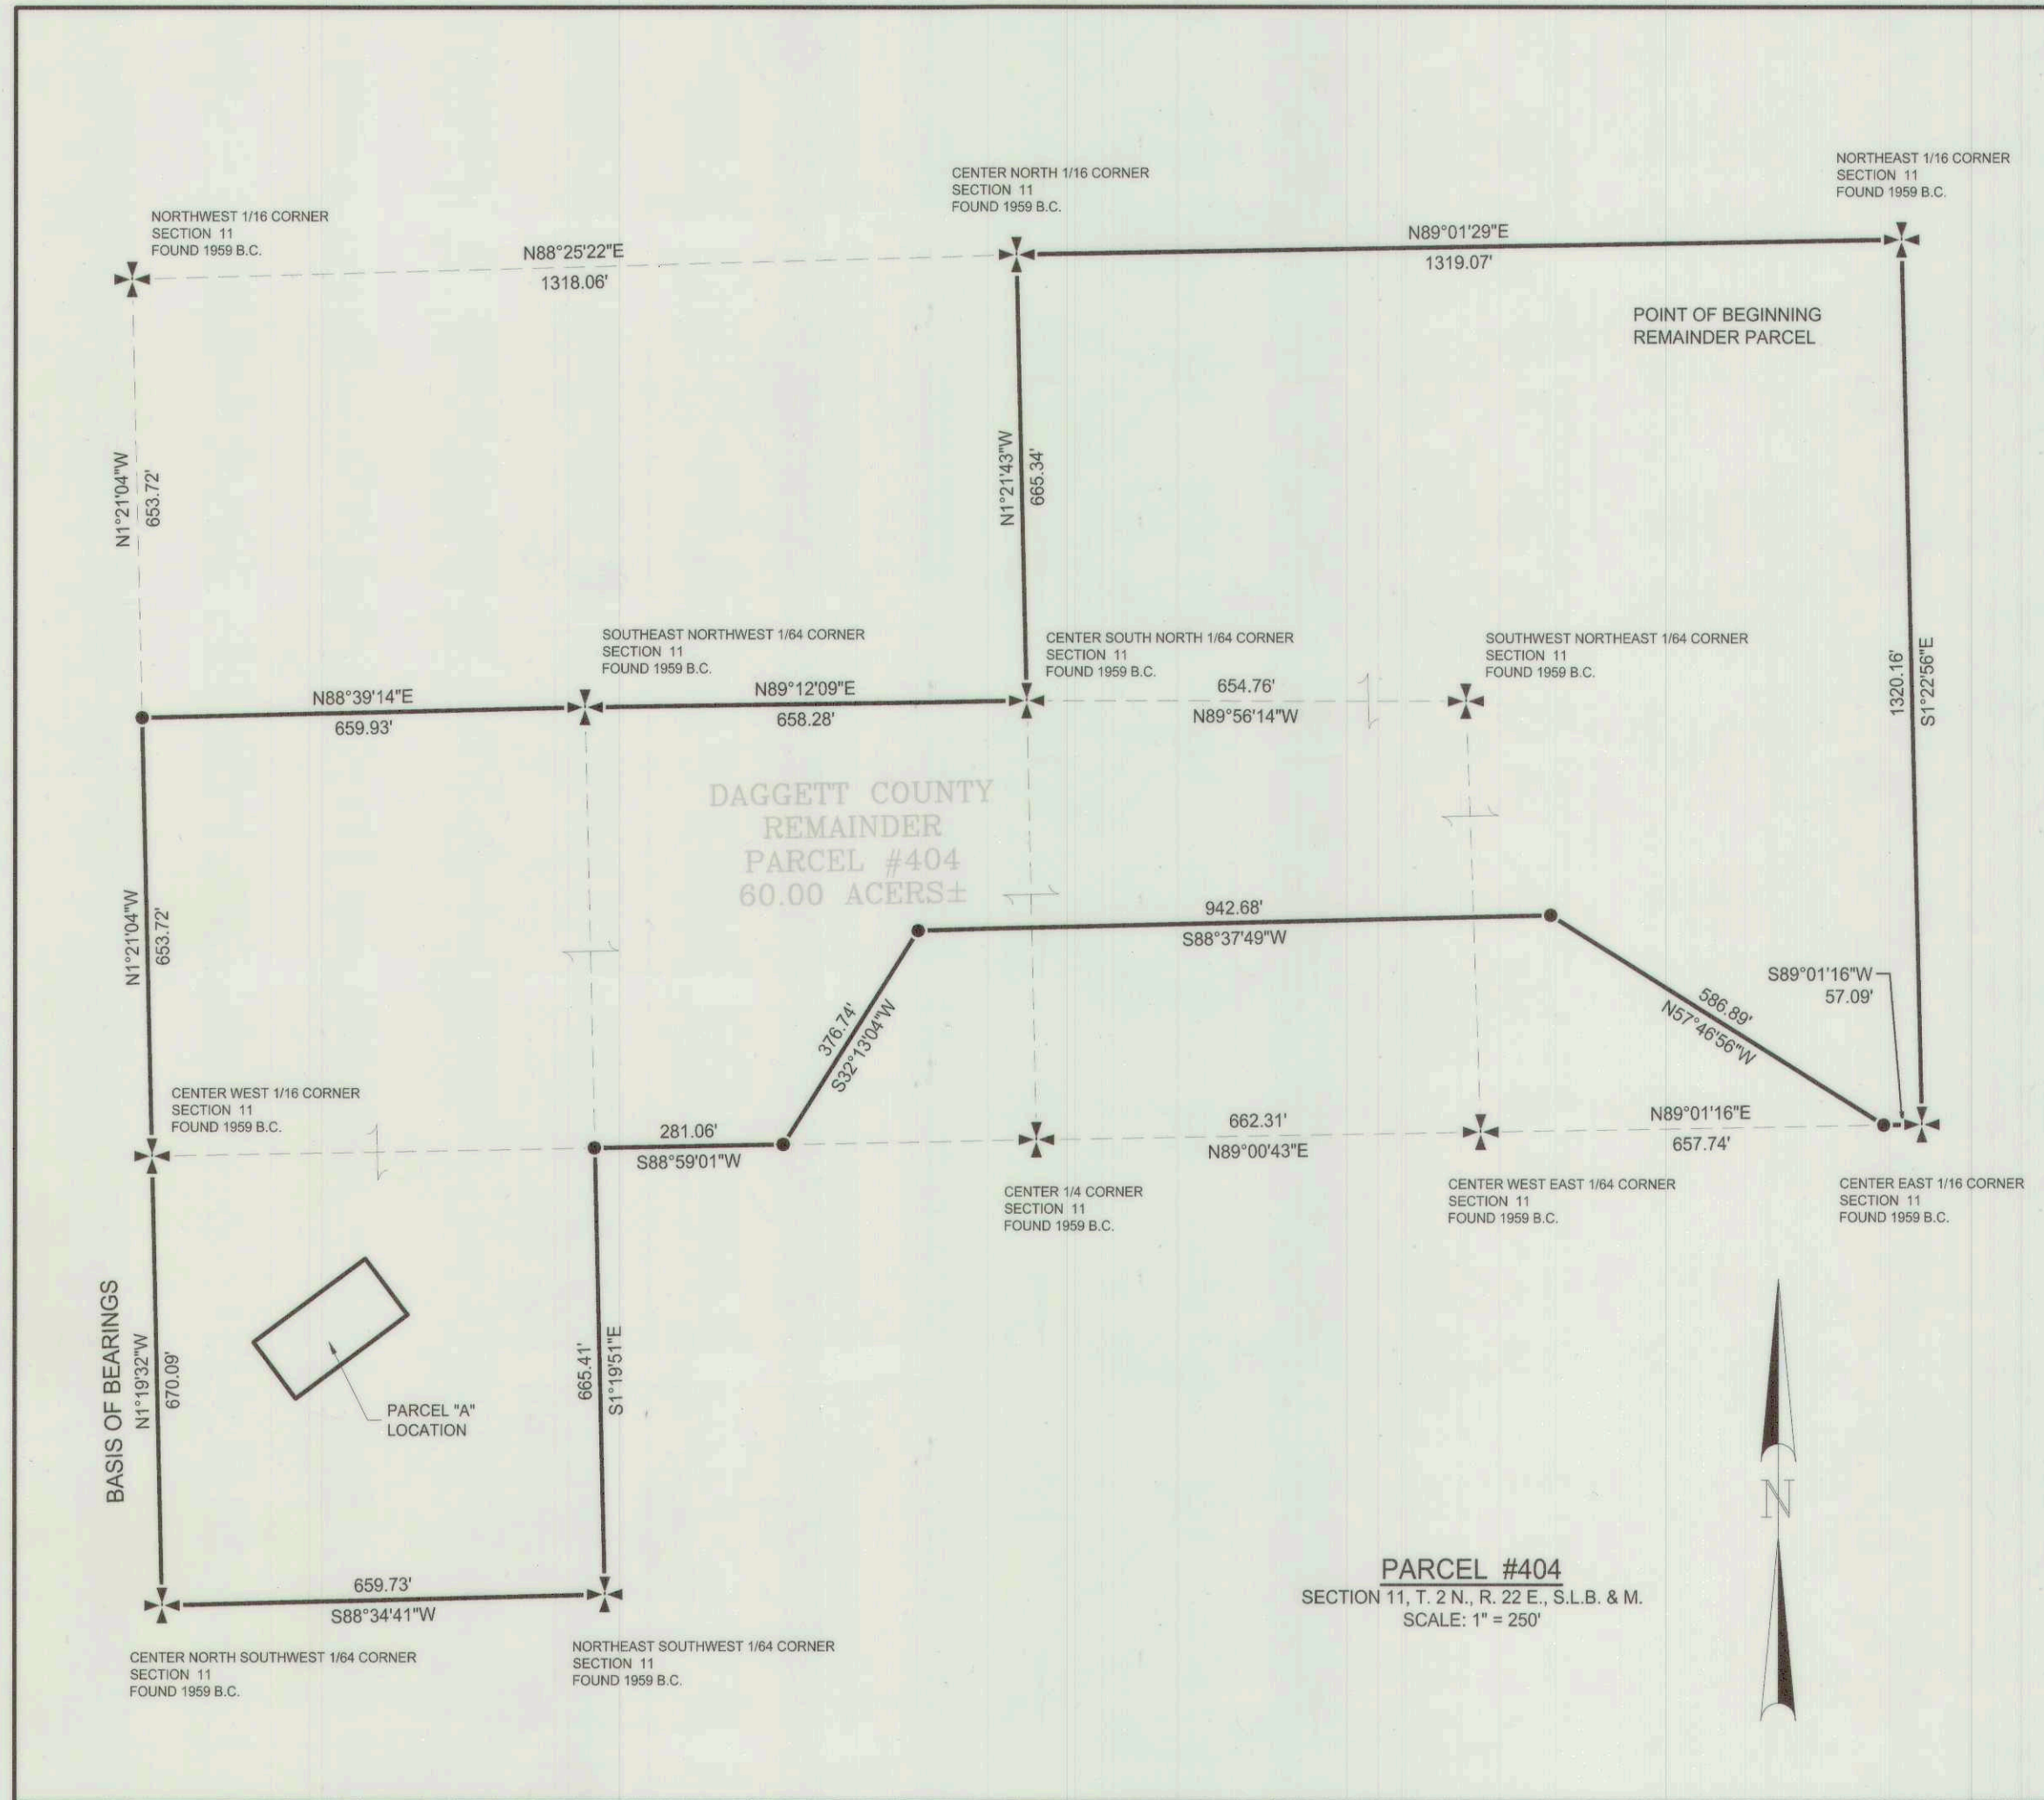 NORTHEAST 1/16 CORNER
SECTION 11
FOUND 1959 B.C.
CENTER NORTH 1/16 CORNER
SECTION 11
FOUND 1959 B.C.
NORTHWEST 1/16 CORNER
SECTION 11
FOUND 1959 B.C.
N88°25'22"E
1318.06'
N89°01'29"E
1319.07'
POINT OF BEGINNING
REMAINDER PARCEL
N1°21'04"W
653.72'
N1°21'43"W
665.34'
1320.16'
S1°22'56"E
SOUTHEAST NORTHWEST 1/64 CORNER
SECTION 11
FOUND 1959 B.C.
CENTER SOUTH NORTH 1/64 CORNER
SECTION 11
FOUND 1959 B.C.
SOUTHWEST NORTHEAST 1/64 CORNER
SECTION 11
FOUND 1959 B.C.
N88°39'14"E
659.93'
N89°12'09"E
658.28'
654.76'
N89°56'14"W
DAGGETT COUNTY
REMAINDER
PARCEL #404
60.00 ACERS±
N1°21'04"W
653.72'
942.68'
S88°37'49"W
376.74'
S32°13'04"W
586.89'
N57°46'56"W
S89°01'16"W
57.09'
CENTER WEST 1/16 CORNER
SECTION 11
FOUND 1959 B.C.
281.06'
S88°59'01"W
662.31'
N89°00'43"E
N89°01'16"E
657.74'
CENTER 1/4 CORNER
SECTION 11
FOUND 1959 B.C.
CENTER WEST EAST 1/64 CORNER
SECTION 11
FOUND 1959 B.C.
CENTER EAST 1/16 CORNER
SECTION 11
FOUND 1959 B.C.
BASIS OF BEARINGS
N1°19'32"W
670.09'
PARCEL "A"
LOCATION
665.41'
S1°19'51"E
659.73'
S88°34'41"W
CENTER NORTH SOUTHWEST 1/64 CORNER
SECTION 11
FOUND 1959 B.C.
NORTHEAST SOUTHWEST 1/64 CORNER
SECTION 11
FOUND 1959 B.C.
N
PARCEL #404
SECTION 11, T. 2 N., R. 22 E., S.L.B. & M.
SCALE: 1" = 250'